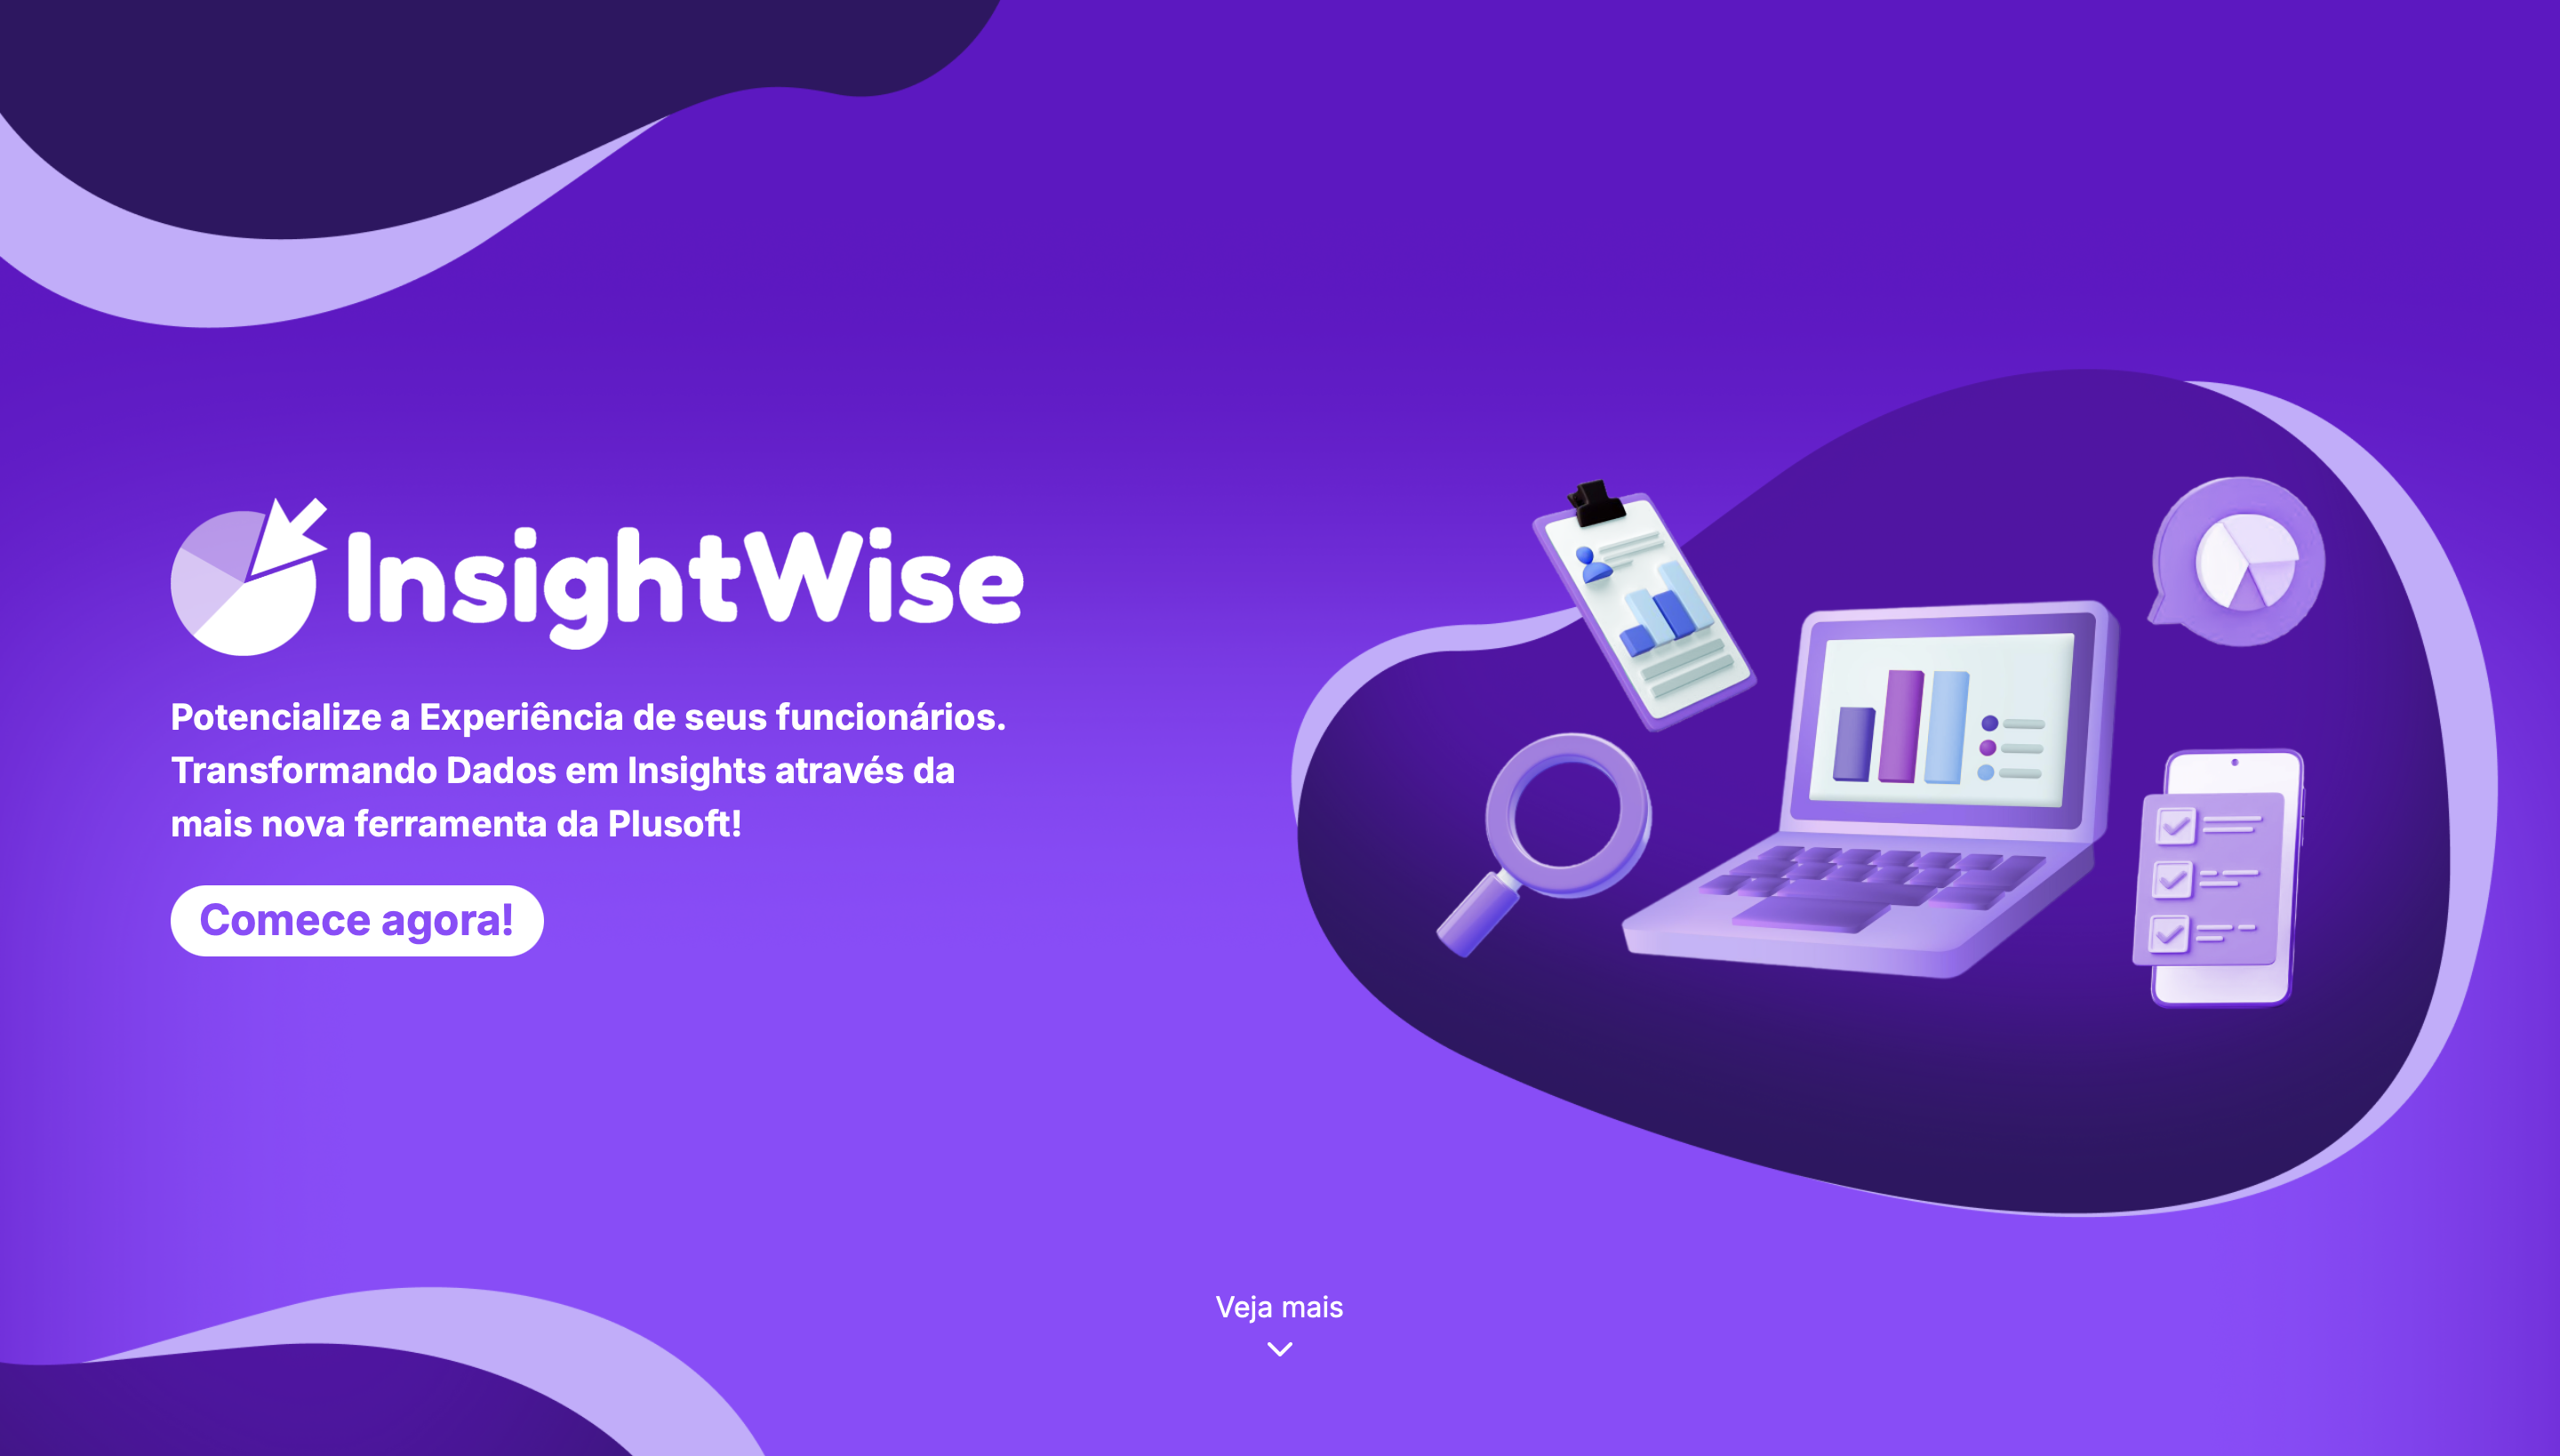 InsightWise
Potencialize a Experiência de seus funcionários.
Transformando Dados em Insights através da
mais nova ferramenta da Plusoft!
Comece agora!
Veja mais